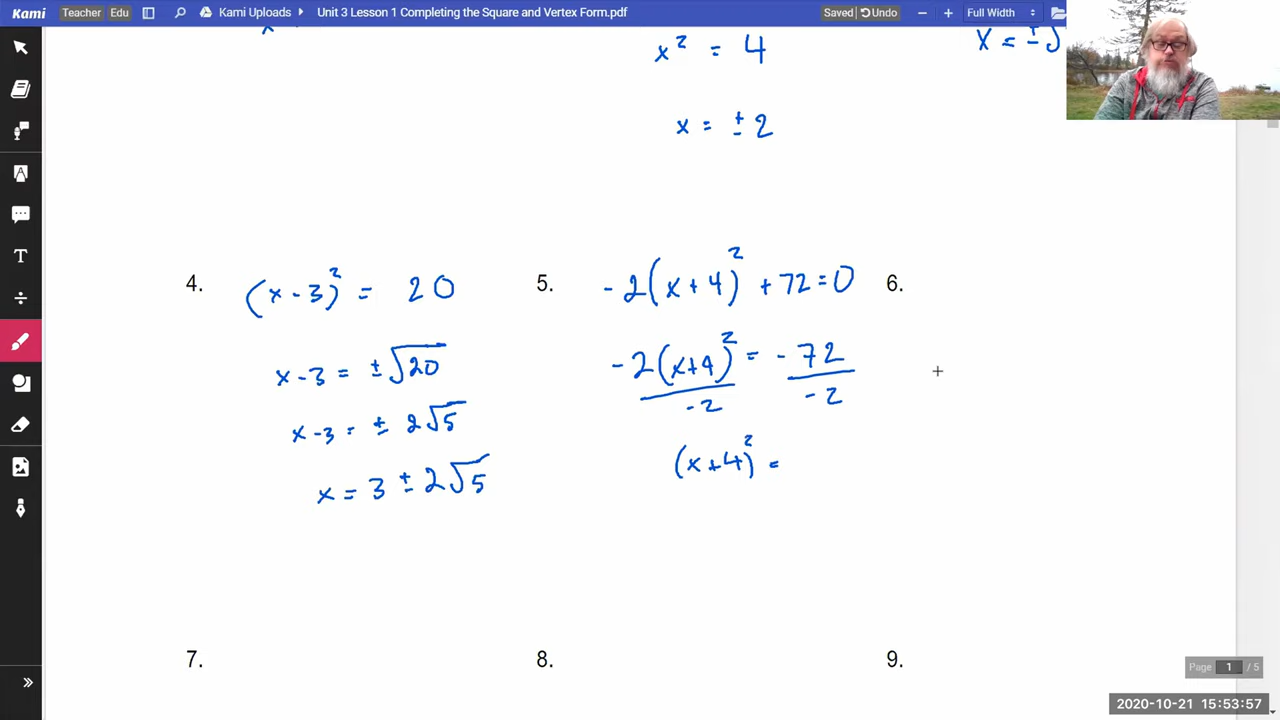 Kami Teacher Edu Kami Uploads > Unit 3 Lesson 1 Completing the Square and Vertex Form.pdf Saved Undo Full Width
x² = 4
x = ±√
x = ± 2
4. (x - 3)² = 20
x - 3 = ±√20
x - 3 = ± 2√5
x = 3 ± 2√5
5. -2(x + 4)² + 72 = 0
-2(x+4)² / -2 = -72 / -2
(x+4)² =
6.
7.
8.
9.
Page 1 / 5
2020-10-21 15:53:57